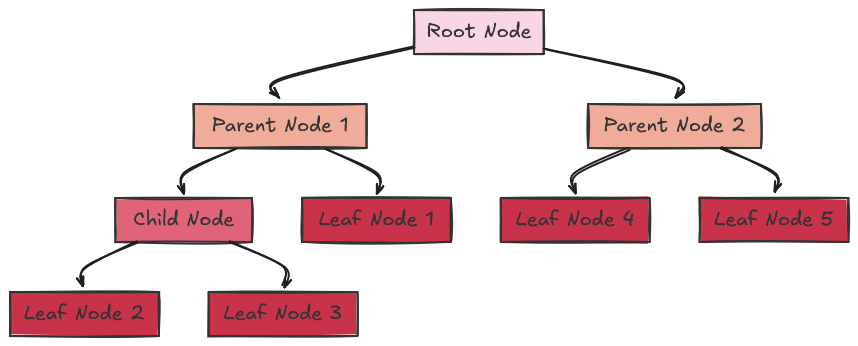 Root Node
Parent Node 1
Parent Node 2
Child Node
Leaf Node 1
Leaf Node 4
Leaf Node 5
Leaf Node 2
Leaf Node 3